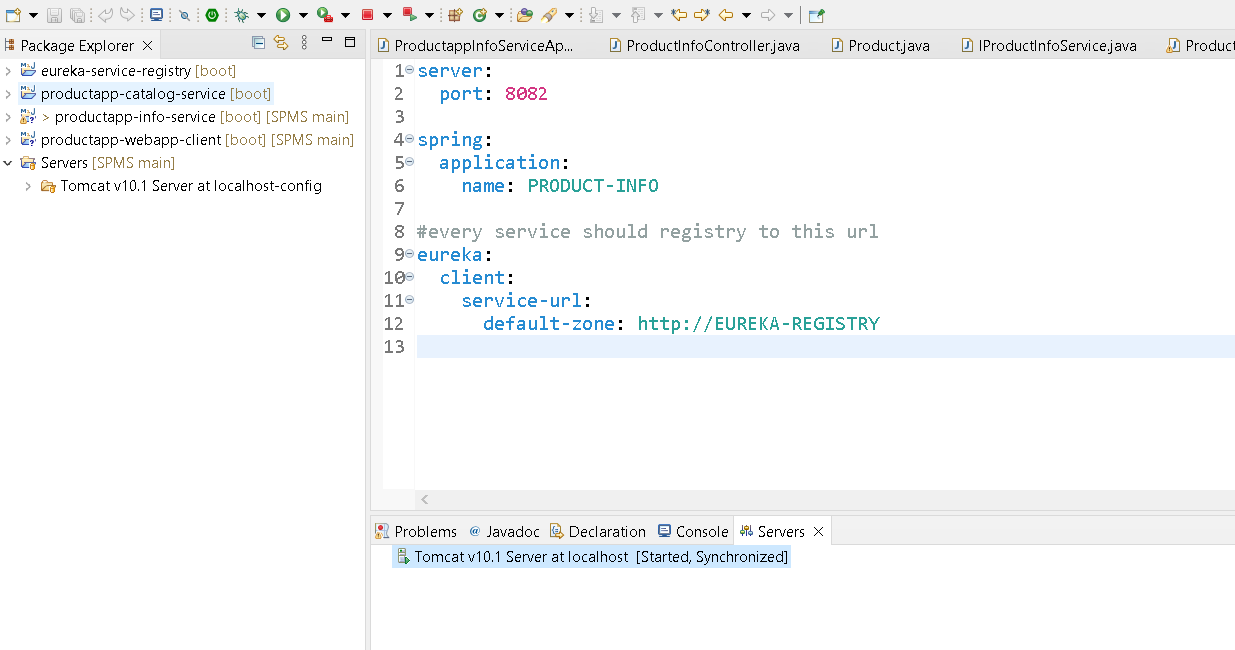 Package Explorer
eureka-service-registry [boot]
productapp-catalog-service [boot]
> productapp-info-service [boot] [SPMS main]
productapp-webapp-client [boot] [SPMS main]
Servers [SPMS main]
Tomcat v10.1 Server at localhost-config
ProductappInfoServiceAp... ProductInfoController.java Product.java IProductInfoService.java Product
1 server:
2 port: 8082
3
4 spring:
5 application:
6 name: PRODUCT-INFO
7
8 #every service should registry to this url
9 eureka:
10 client:
11 service-url:
12 default-zone: http://EUREKA-REGISTRY
13
Problems @ Javadoc Declaration Console Servers
Tomcat v10.1 Server at localhost [Started, Synchronized]